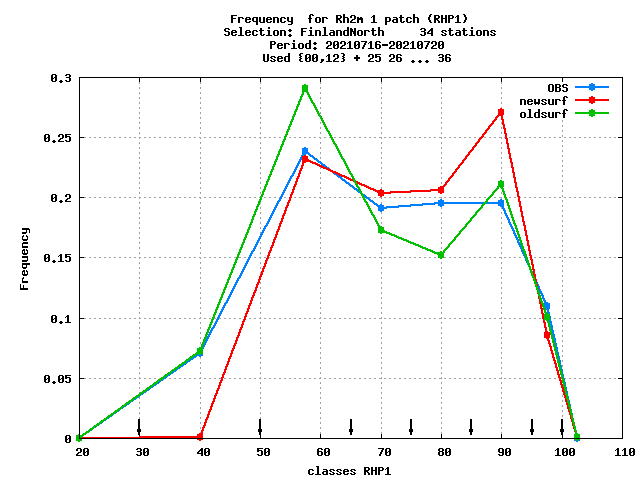 Frequency  for Rh2m 1 patch (RHP1)
Selection: FinlandNorth     34 stations
Period: 20210716-20210720
Used {00,12} + 25 26 ... 36
0.3
0.25
0.2
0.15
0.1
0.05
0
Frequency
OBS
newsurf
oldsurf
20 30 40 50 60 70 80 90 100 110
classes RHP1